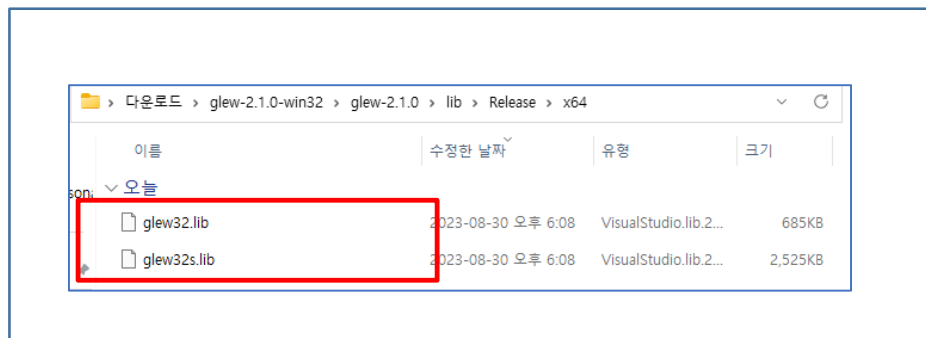 > 다운로드 > glew-2.1.0-win32 > glew-2.1.0 > lib > Release > x64
이름 수정한 날짜 유형 크기
오늘
glew32.lib 2023-08-30 오후 6:08 VisualStudio.lib.2... 685KB
glew32s.lib 2023-08-30 오후 6:08 VisualStudio.lib.2... 2,525KB